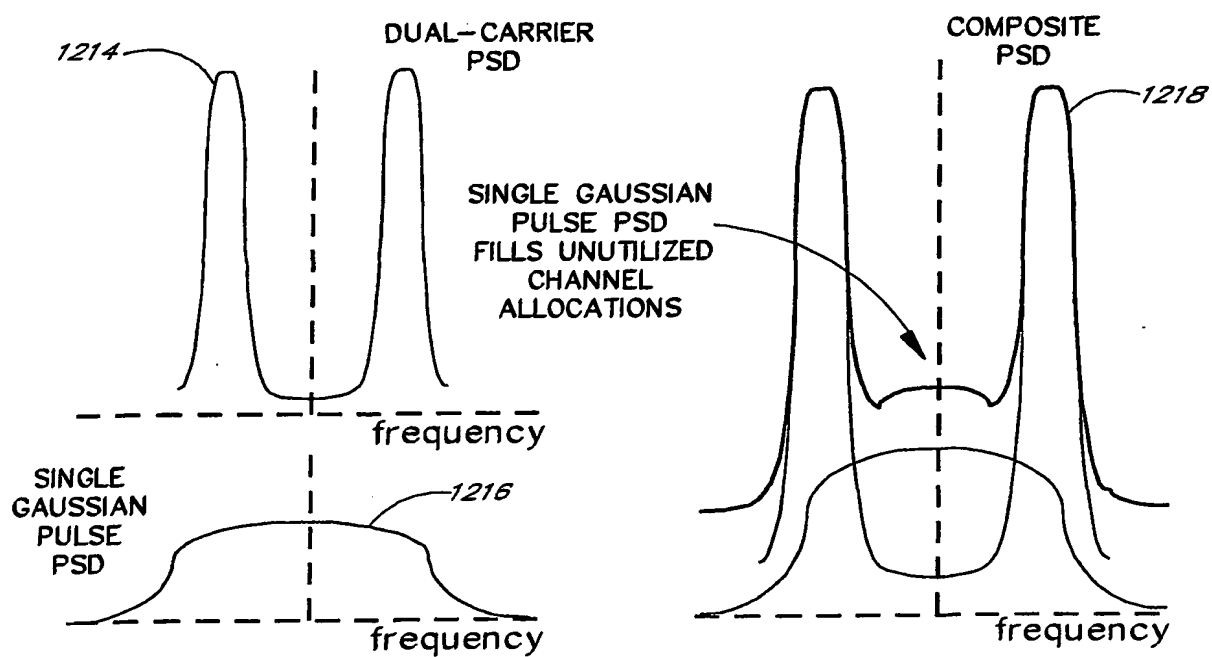 1214
DUAL-CARRIER
PSD
frequency
SINGLE
GAUSSIAN
PULSE
PSD
1216
frequency
COMPOSITE
PSD
1218
SINGLE GAUSSIAN
PULSE PSD
FILLS UNUTILIZED
CHANNEL
ALLOCATIONS
frequency